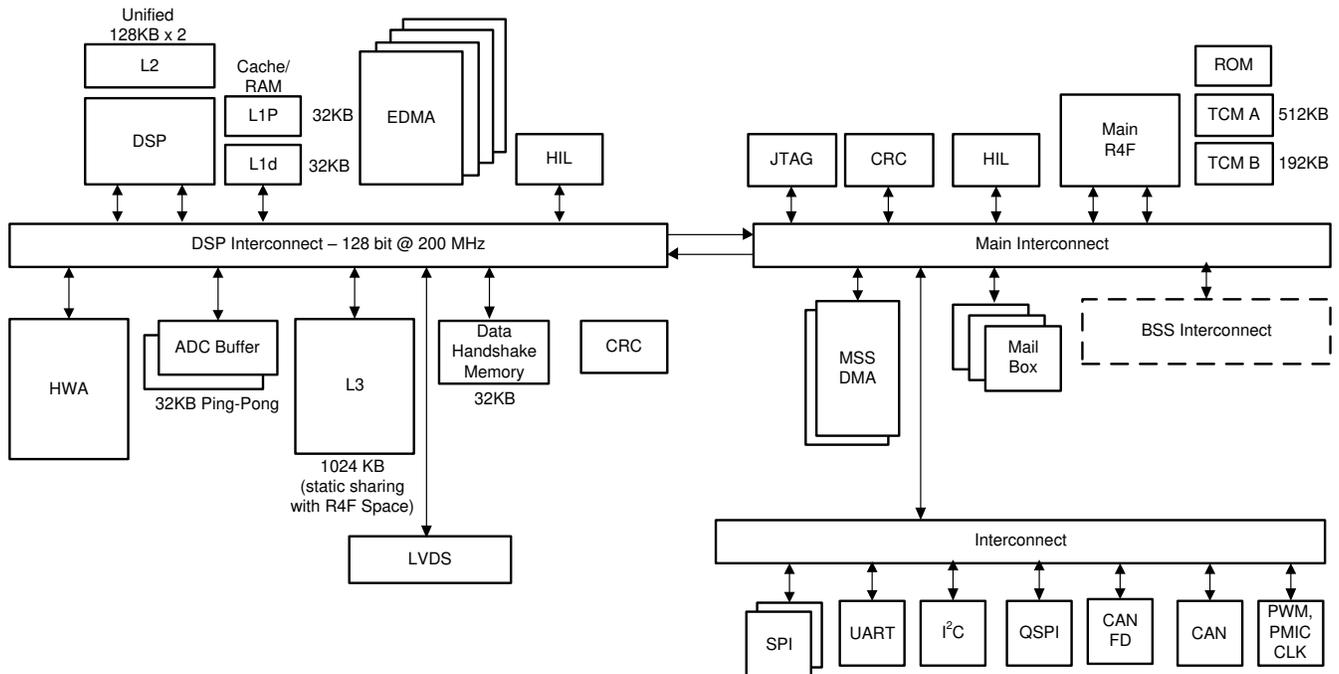 Unified
128KB x 2
L2
Cache/
RAM
DSP
L1P
32KB
L1d
32KB
EDMA
HIL
JTAG
CRC
HIL
Main
R4F
ROM
TCM A
512KB
TCM B
192KB
DSP Interconnect – 128 bit @ 200 MHz
Main Interconnect
HWA
ADC Buffer
32KB Ping-Pong
L3
1024 KB
(static sharing
with R4F Space)
Data
Handshake
Memory
32KB
CRC
LVDS
MSS
DMA
Mail
Box
BSS Interconnect
Interconnect
SPI
UART
I²C
QSPI
CAN
FD
CAN
PWM,
PMIC
CLK